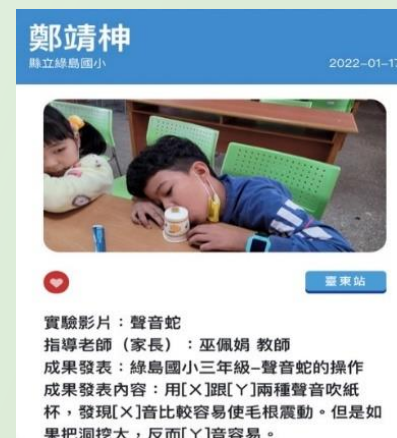 鄭靖柛
縣立綠島國小
2022-01-17
臺東站
實驗影片：聲音蛇
指導老師（家長）：巫佩娟 教師
成果發表：綠島國小三年級–聲音蛇的操作
成果發表內容：用[ㄨ]跟[ㄚ]兩種聲音吹紙
杯，發現[ㄨ]音比較容易使毛根震動。但是如
果把洞挖大，反而[ㄚ]音容易。